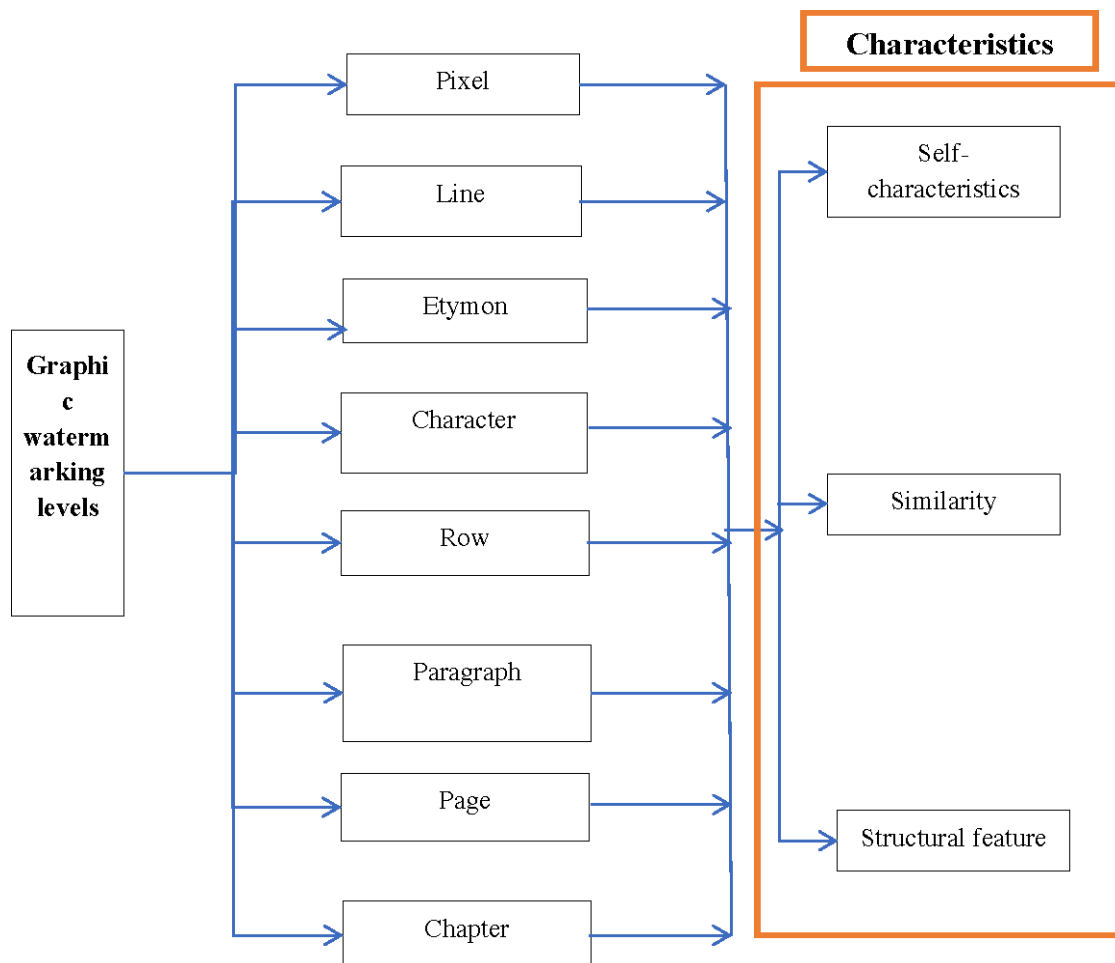 Characteristics
Pixel
Self-
characteristics
Line
Etymon
Graphi
c
waterm
arking
levels
Character
Similarity
Row
Paragraph
Page
Structural feature
Chapter